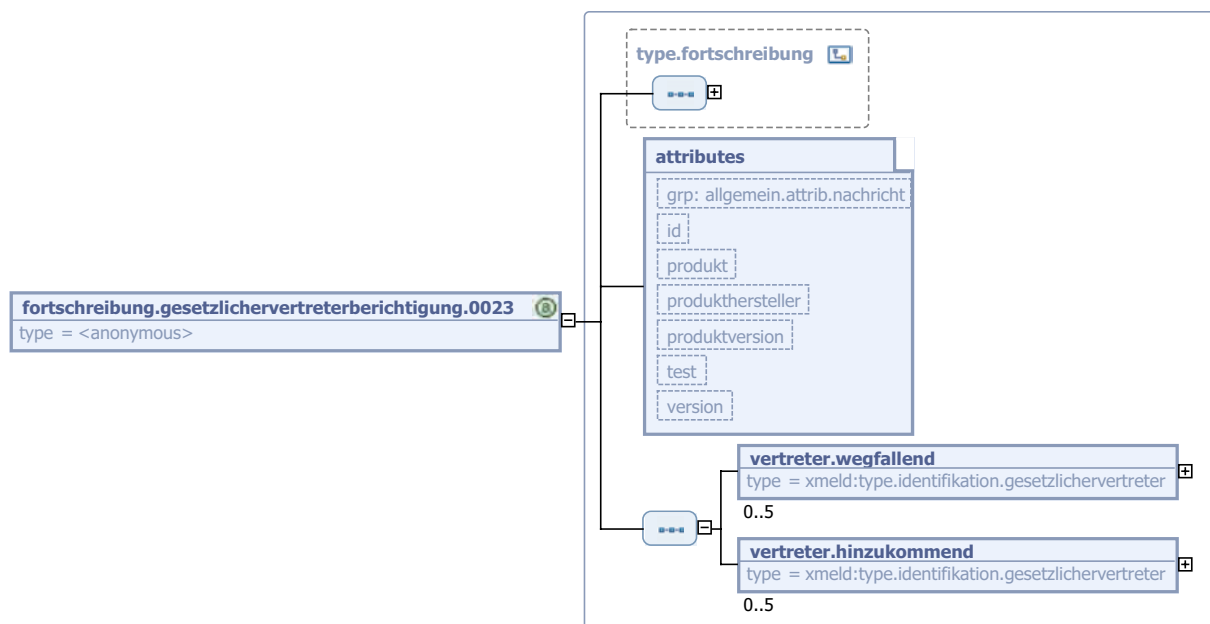 type.fortschreibung
attributes
grp: allgemein.attrib.nachricht
id
produkt
produkthersteller
produktversion
test
version
fortschreibung.gesetzlichervertreterberichtigung.0023
type = <anonymous>
vertreter.wegfallend
type = xmeld:type.identifikation.gesetzlichervertreter
0..5
vertreter.hinzukommend
type = xmeld:type.identifikation.gesetzlichervertreter
0..5